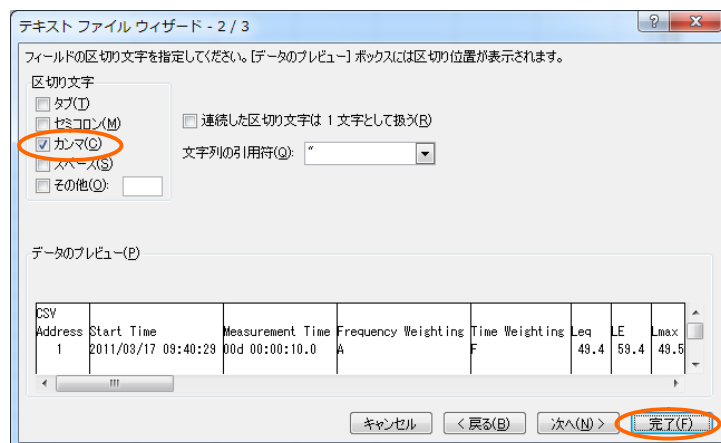 テキスト ファイル ウィザード - 2 / 3
フィールドの区切り文字を指定してください。[データのプレビュー] ボックスには区切り位置が表示されます。
区切り文字
タブ(T)
セミコロン(M)
カンマ(C)
スペース(S)
その他(O):
連続した区切り文字は 1 文字として扱う(R)
文字列の引用符(Q): "
データのプレビュー(P)
CSV
Address Start Time Measurement Time Frequency Weighting Time Weighting Leq LE Lmax
1 2011/03/17 09:40:29 00d 00:00:10.0 A F 49.4 59.4 49.5
キャンセル < 戻る(B) 次へ(N) > 完了(F)